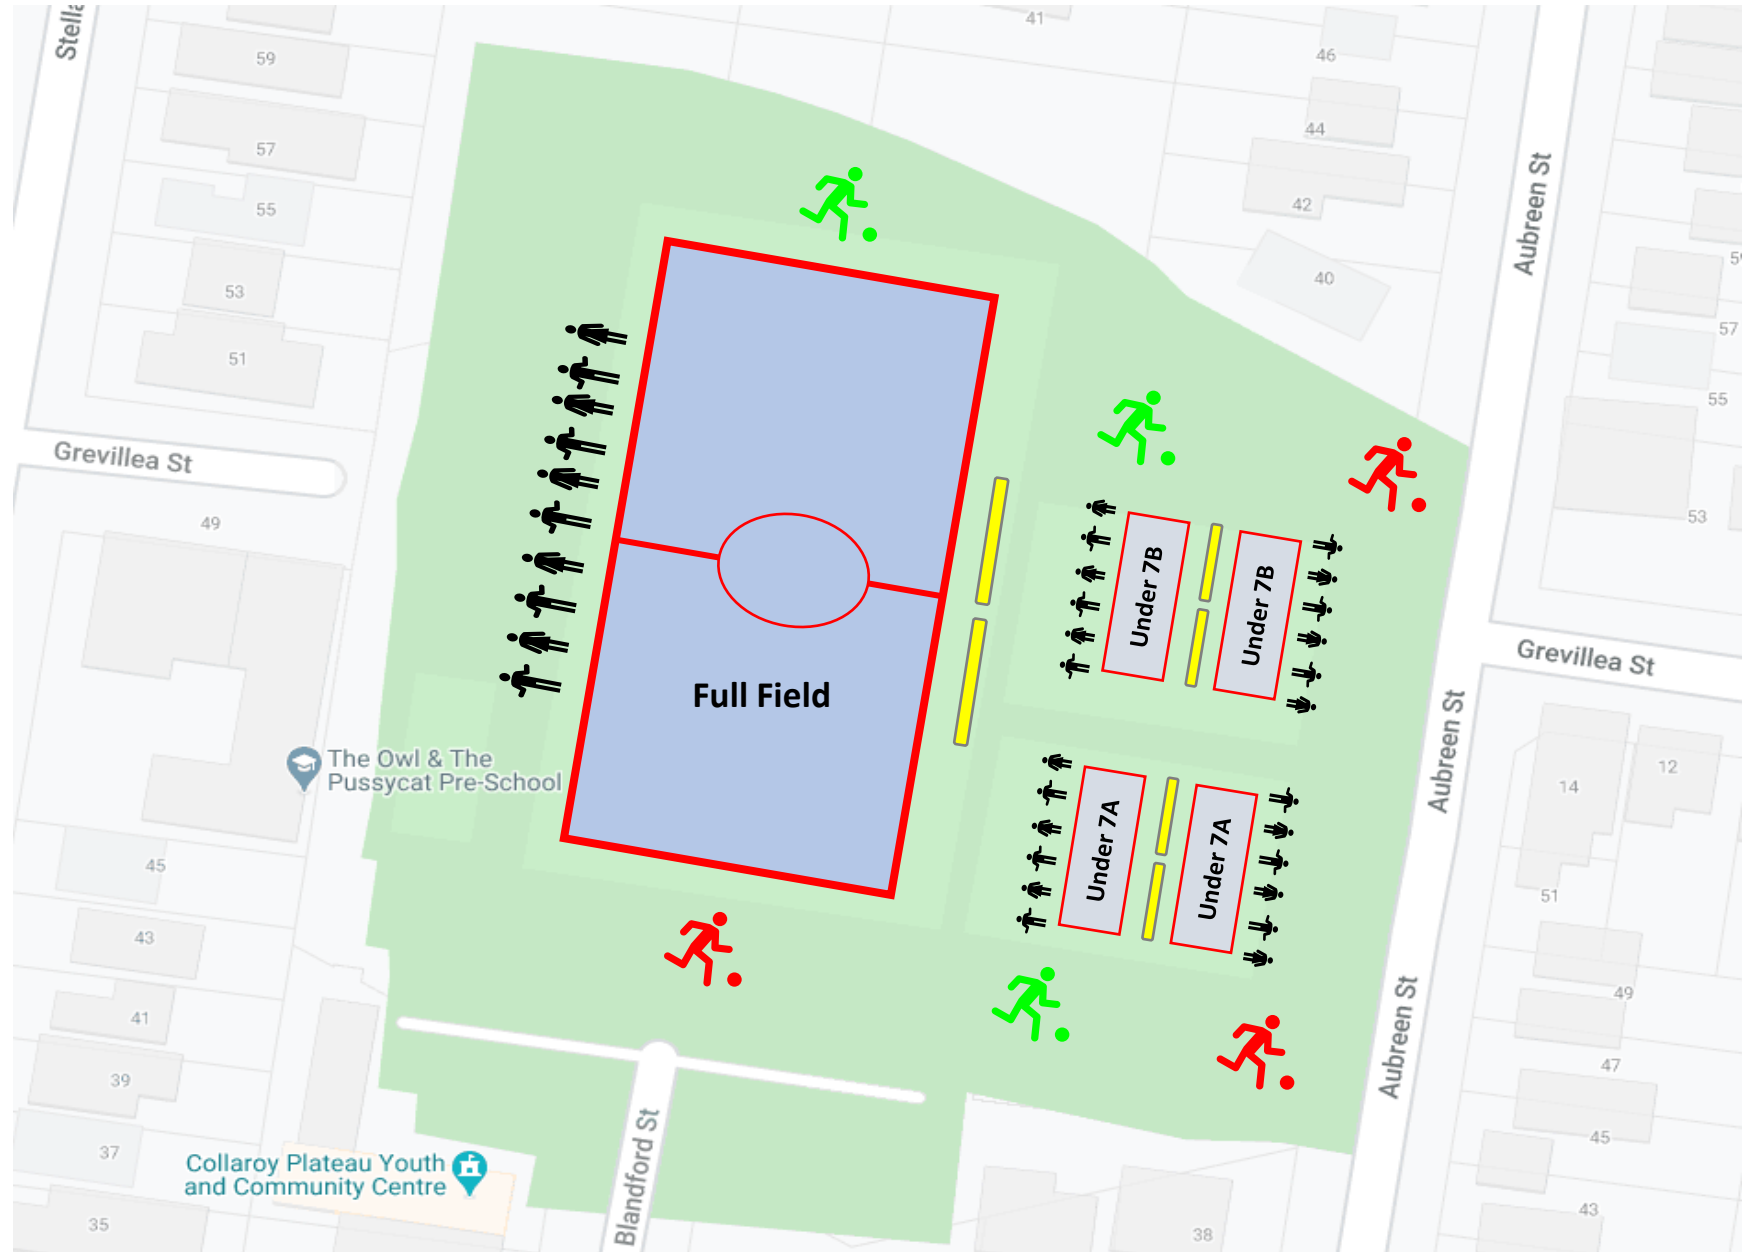 Stella
59
57
55
53
51
Grevillea St
49
The Owl & The
Pussycat Pre-School
45
43
41
39
37
35
Collaroy Plateau Youth
and Community Centre
Blandford St
Full Field
Under 7B
Under 7B
Under 7A
Under 7A
41
46
44
42
40
Aubreen St
57
55
53
Grevillea St
Aubreen St
14
12
51
49
47
45
43
Aubreen St
38